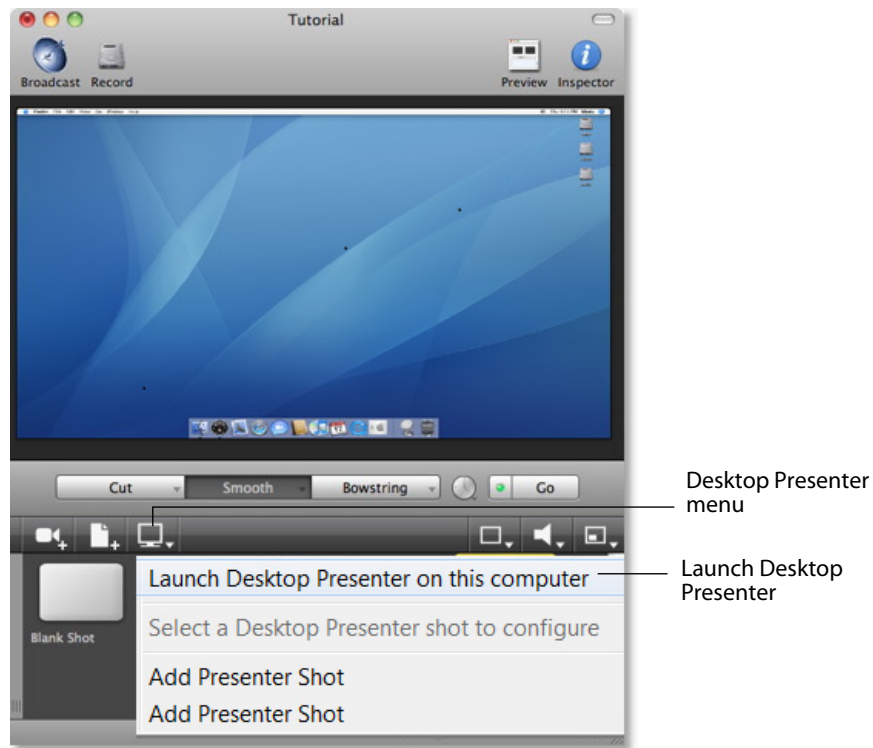 Tutorial
Broadcast Record Preview Inspector
Cut Smooth Bowstring Go
Desktop Presenter
menu
Launch Desktop Presenter on this computer
Launch Desktop
Presenter
Select a Desktop Presenter shot to configure
Blank Shot
Add Presenter Shot
Add Presenter Shot